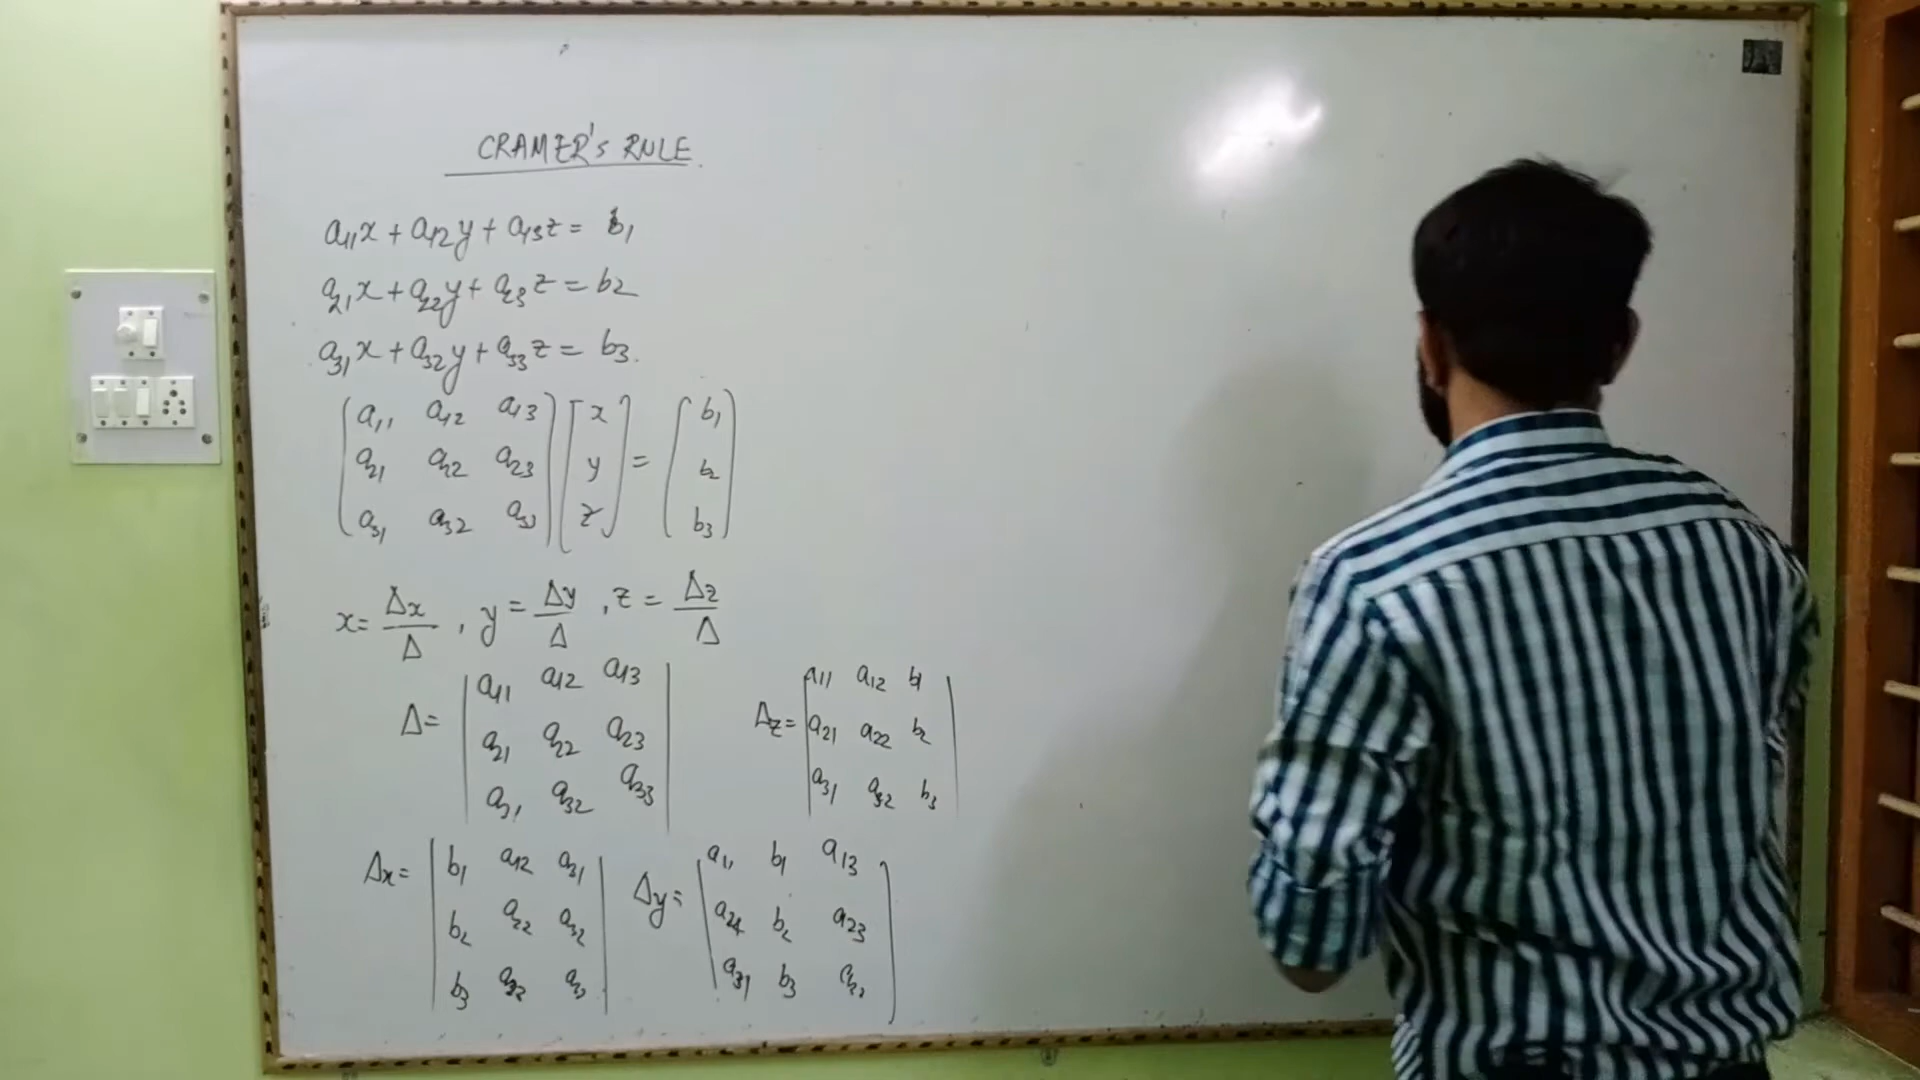 CRAMER's RULE
a11x + a12y + a13z = b1
a21x + a22y + a23z = b2
a31x + a32y + a33z = b3.
a11 a12 a13 x b1
a21 a22 a23 y = b2
a31 a32 a33 z b3
x = Δx/Δ , y = Δy/Δ , z = Δz/Δ
a11 a12 a13
Δ = a21 a22 a23
a31 a32 a33
a11 a12 b1
Δz = a21 a22 b2
a31 a32 b3
Δx = b1 a12 a31
b2 a22 a32
b3 a32
a11 b1 a13
Δy = a21 b2 a23
a31 b3